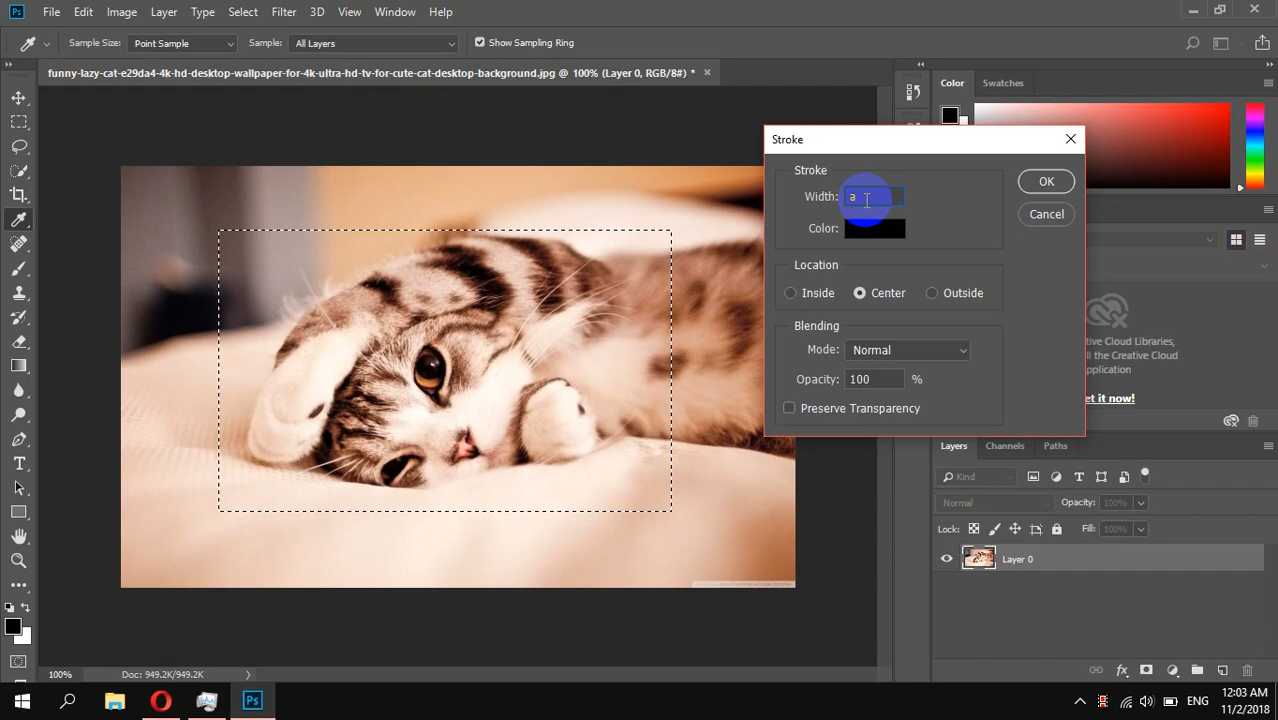 Ps File Edit Image Layer Type Select Filter 3D View Window Help
Sample Size: Point Sample Sample: All Layers Show Sampling Ring
funny-lazy-cat-e29da4-4k-hd-desktop-wallpaper-for-4k-ultra-hd-tv-for-cute-cat-desktop-background.jpg @ 100% (Layer 0, RGB/8#) *
Color Swatches
Stroke
Stroke
Width: a
Color:
OK
Cancel
Location
Inside Center Outside
Blending
Mode: Normal
Opacity: 100 %
Preserve Transparency
tive Cloud Libraries,
ll the Creative Cloud
pplication
et it now!
Layers Channels Paths
Kind
Normal Opacity: 100%
Lock: Fill: 100%
Layer 0
100% Doc: 949.2K/949.2K
Ps
ENG
12:03 AM
11/2/2018